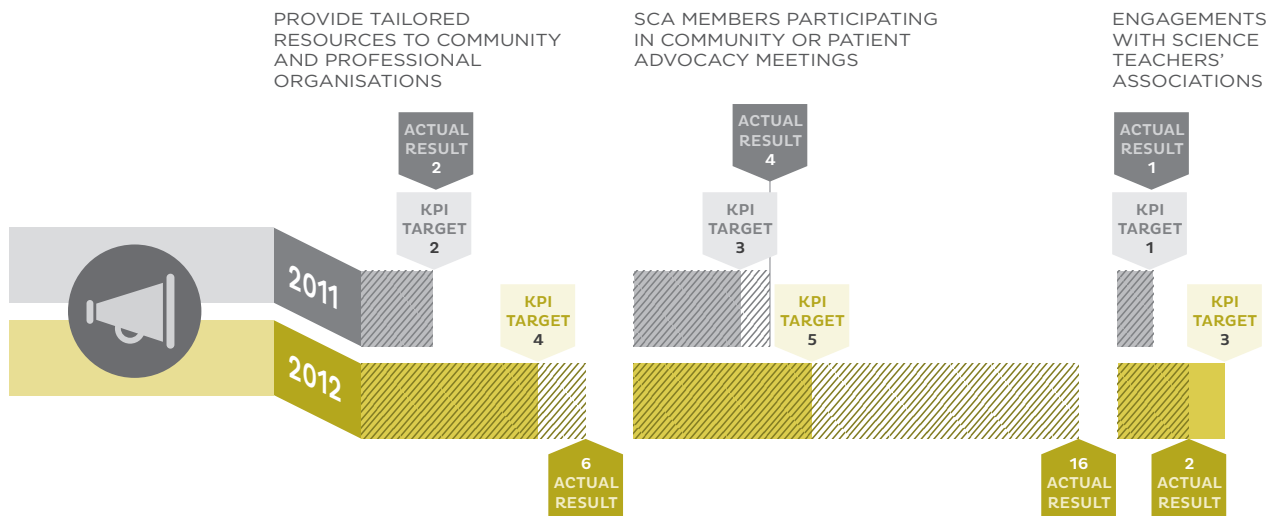 PROVIDE TAILORED
RESOURCES TO COMMUNITY
AND PROFESSIONAL
ORGANISATIONS
SCA MEMBERS PARTICIPATING
IN COMMUNITY OR PATIENT
ADVOCACY MEETINGS
ENGAGEMENTS
WITH SCIENCE
TEACHERS’
ASSOCIATIONS
ACTUAL
RESULT
2
ACTUAL
RESULT
4
ACTUAL
RESULT
1
KPI
TARGET
2
KPI
TARGET
3
KPI
TARGET
1
2011
KPI
TARGET
4
KPI
TARGET
5
KPI
TARGET
3
2012
6
ACTUAL
RESULT
16
ACTUAL
RESULT
2
ACTUAL
RESULT